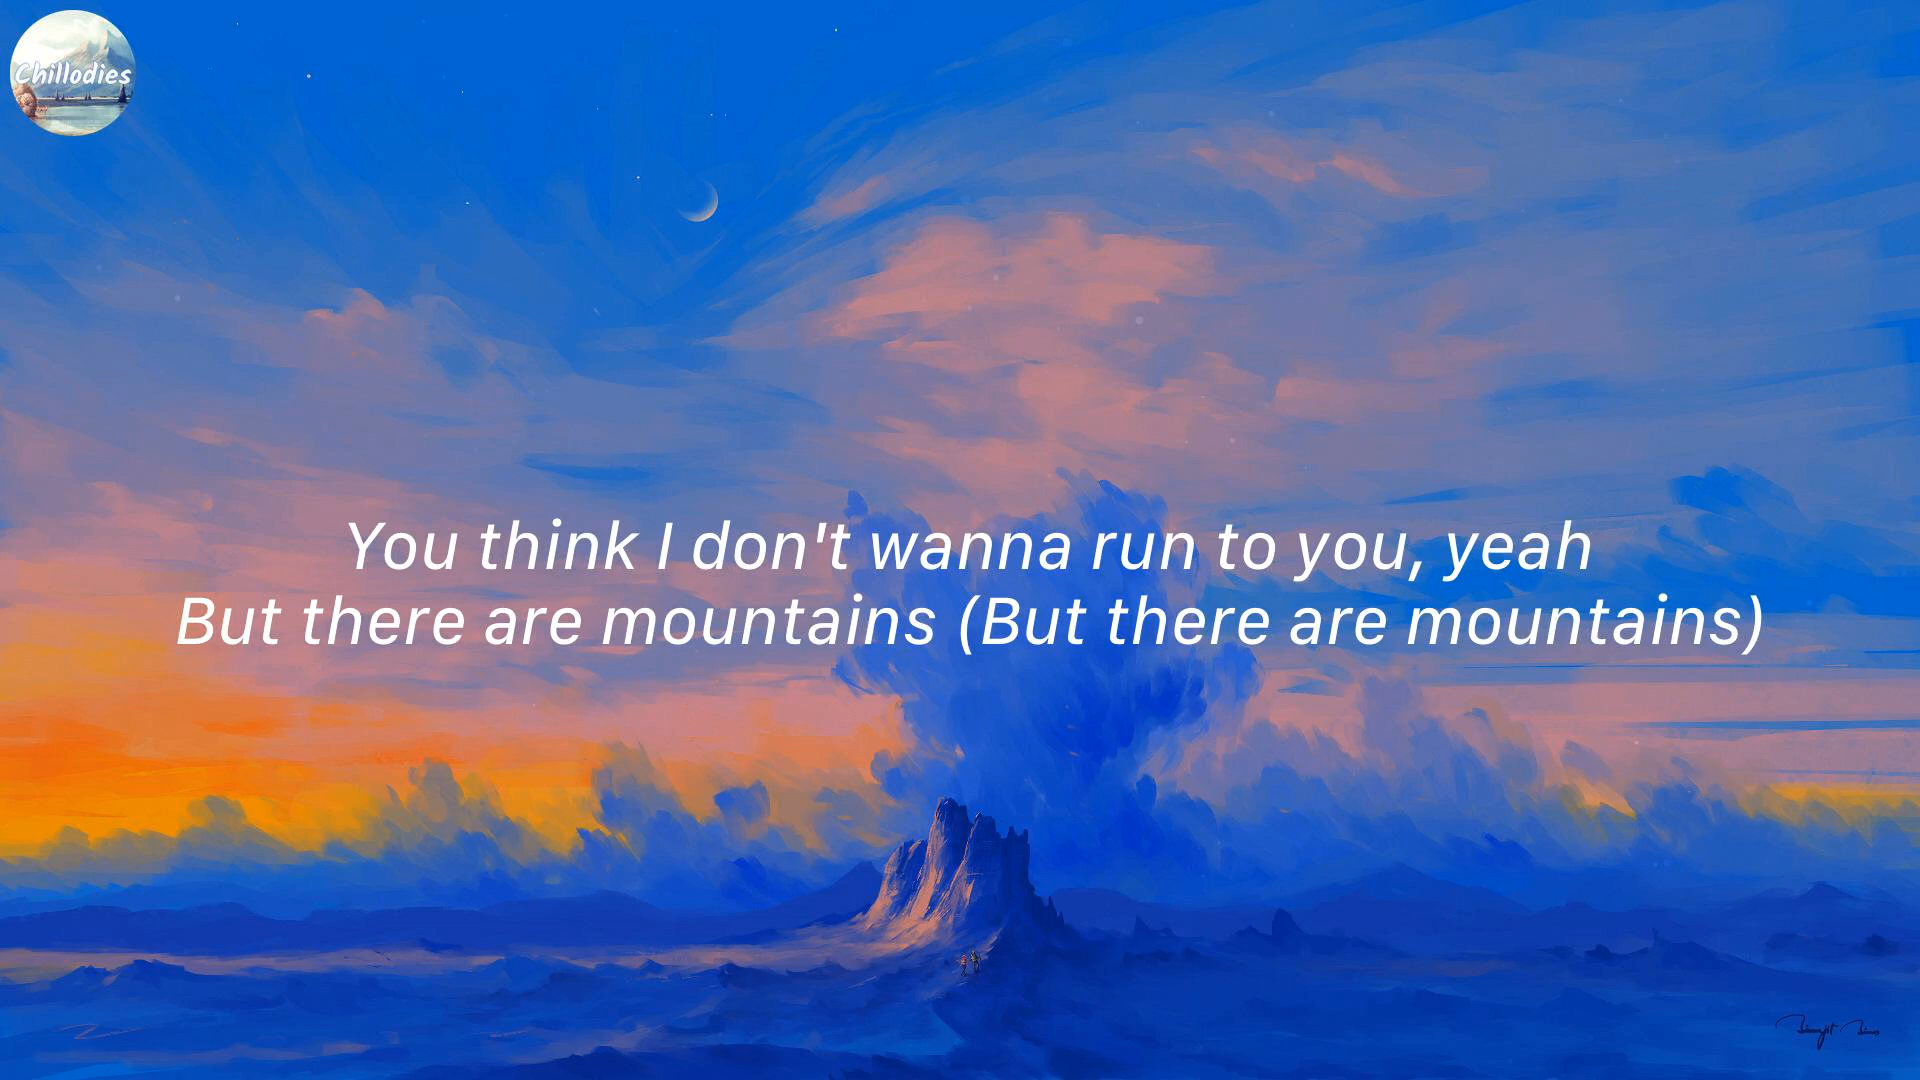 Chillodies
You think I don't wanna run to you, yeah
But there are mountains (But there are mountains)